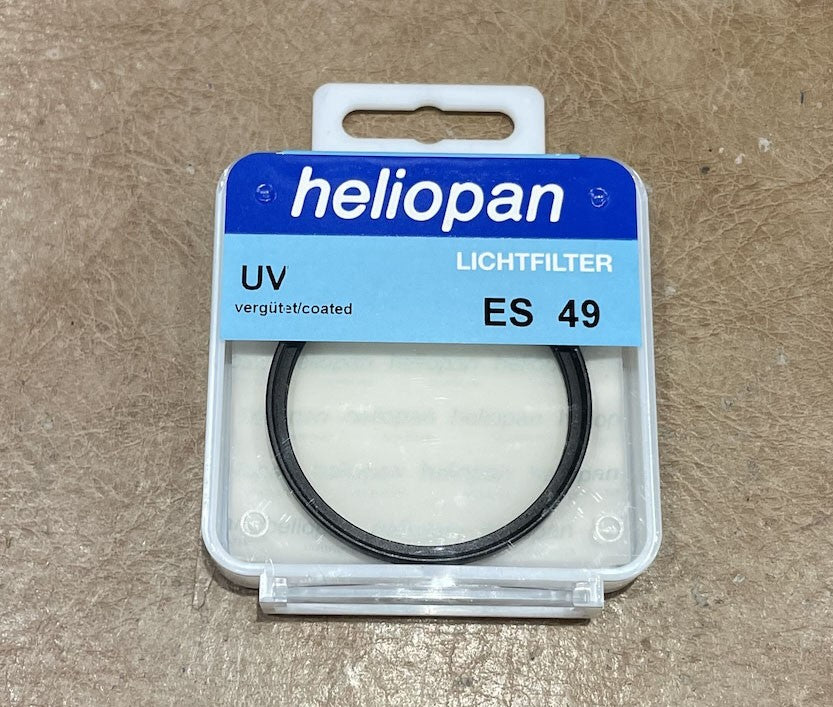 heliopan
LICHTFILTER
UV
vergütet/coated
ES 49